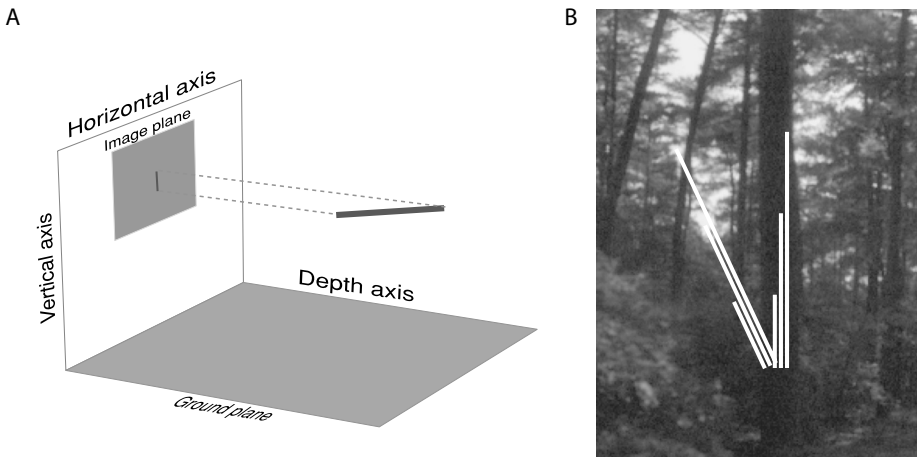 A
B
Horizontal axis
Image plane
Vertical axis
Depth axis
Ground plane